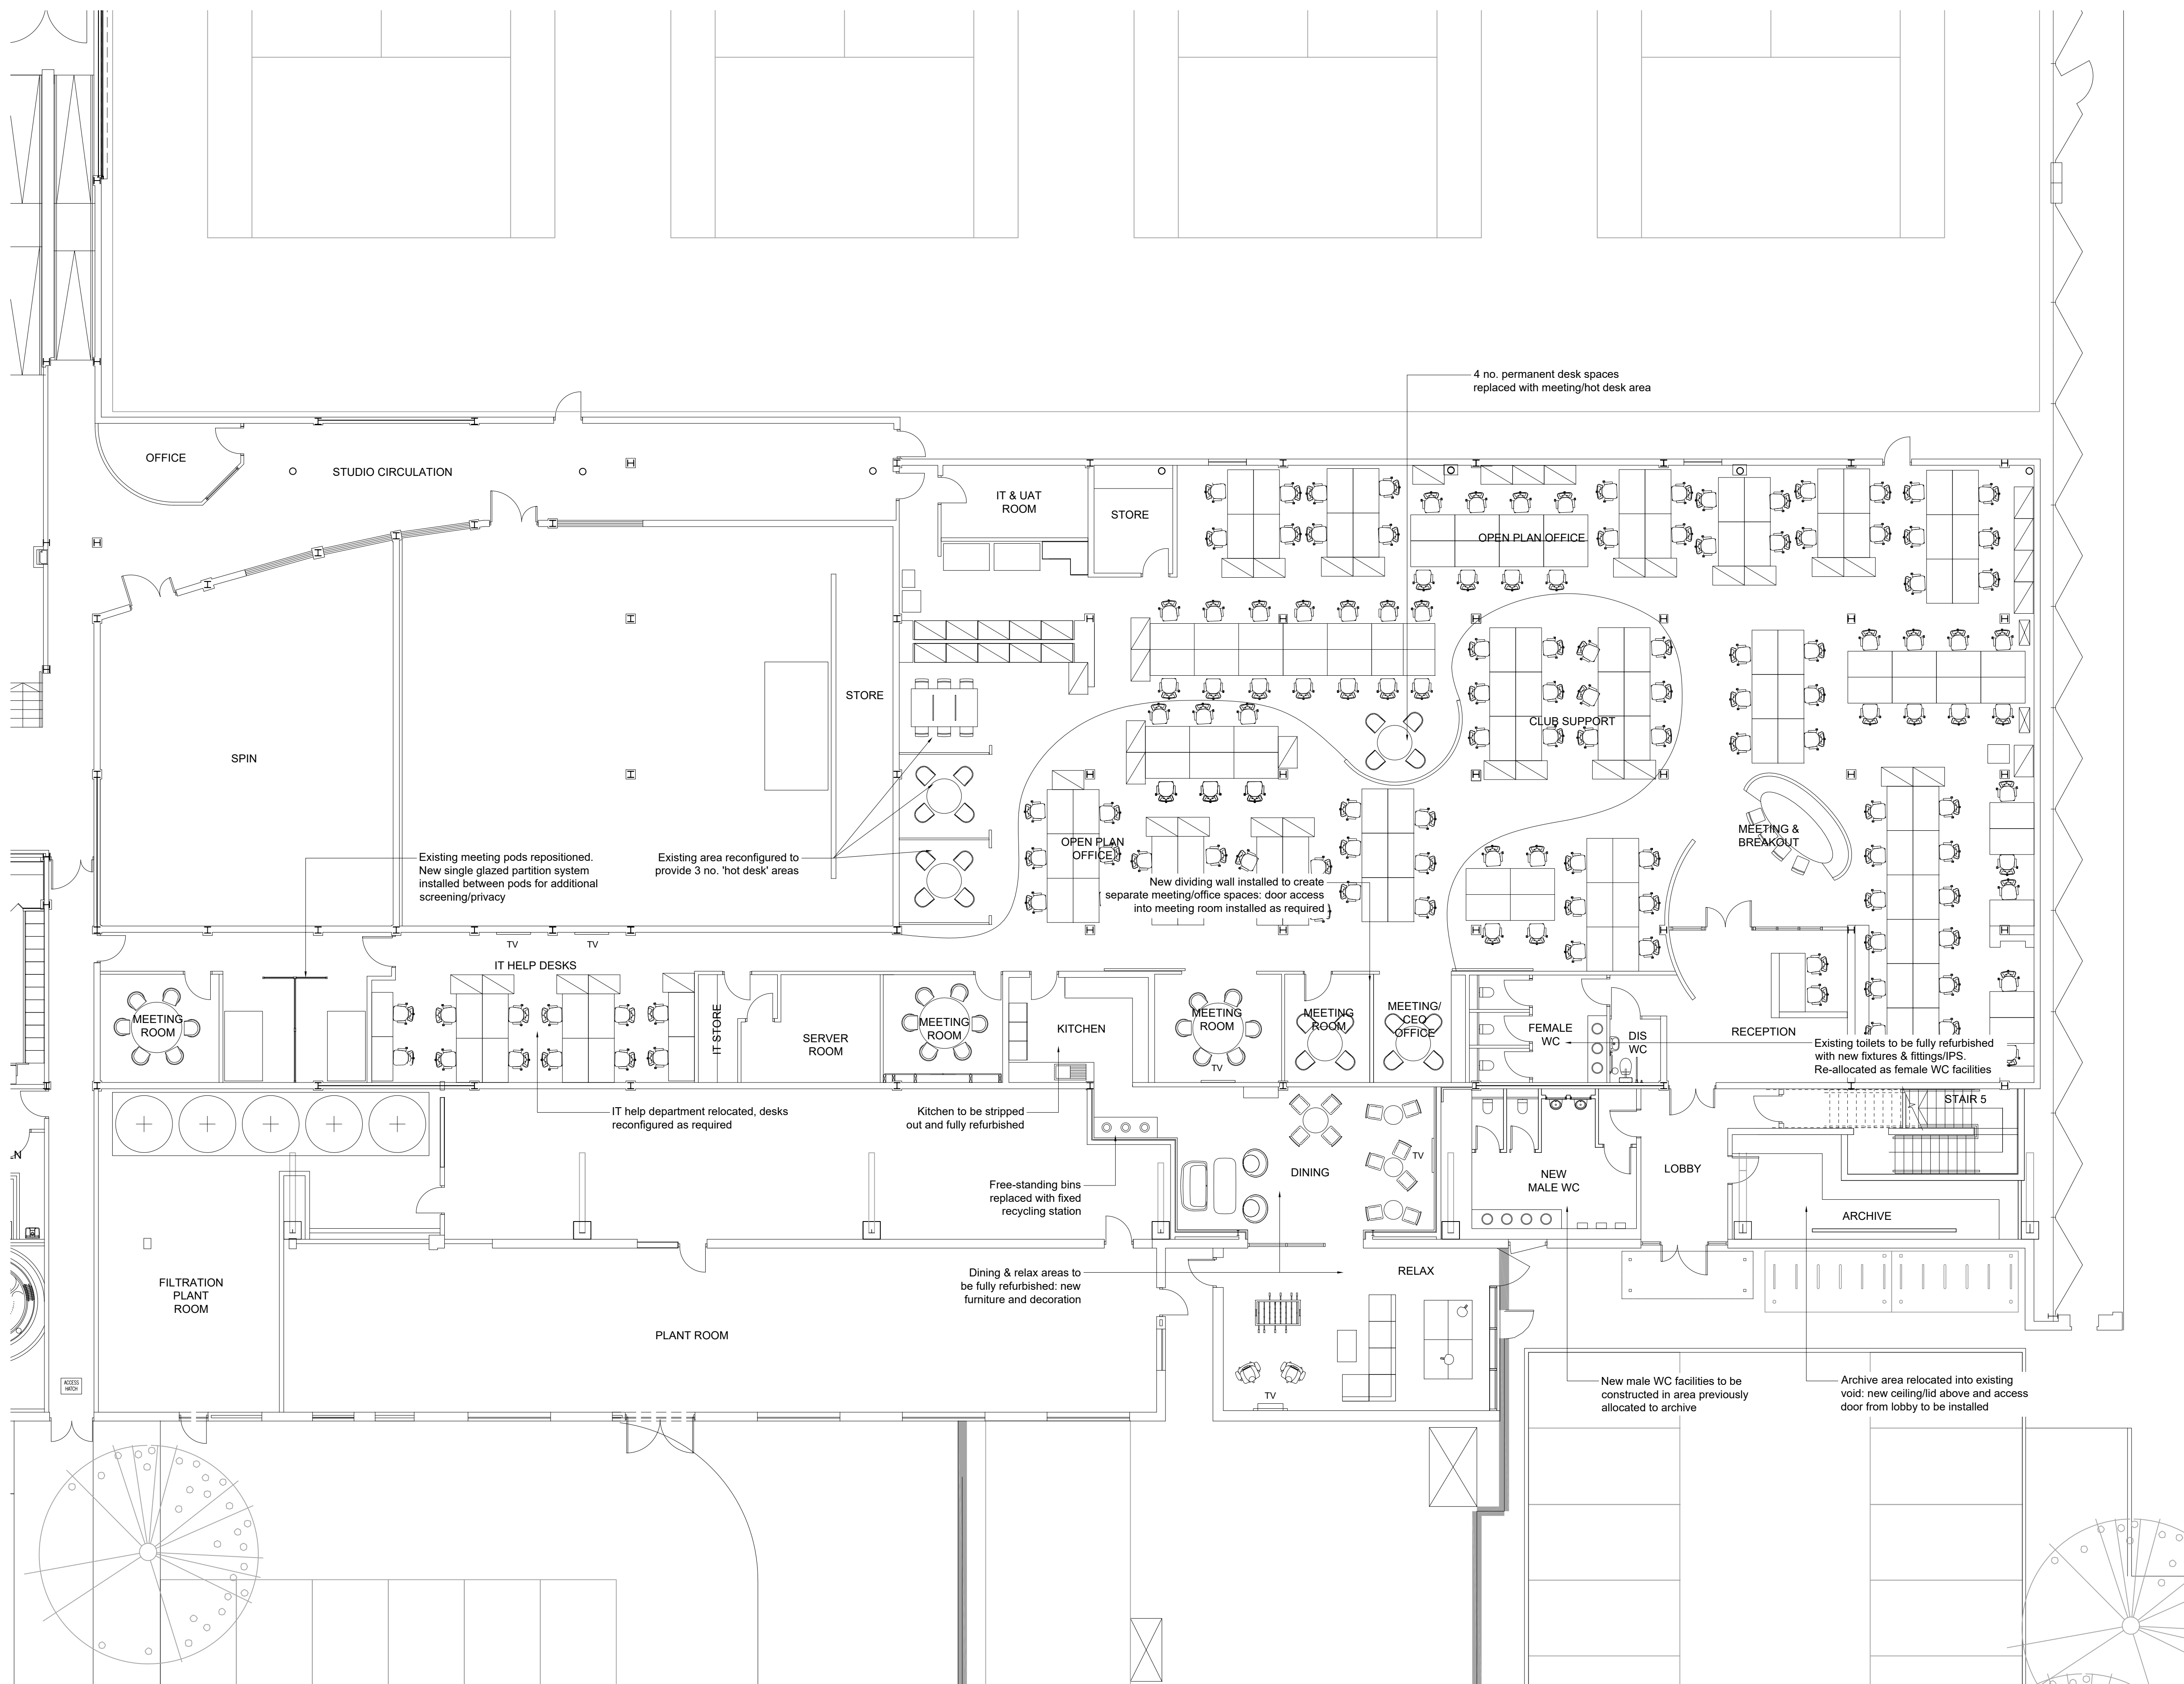 4 no. permanent desk spaces
replaced with meeting/hot desk area
OFFICE
STUDIO CIRCULATION
IT & UAT
ROOM
STORE
OPEN PLAN OFFICE
STORE
CLUB SUPPORT
SPIN
MEETING &
BREAKOUT
OPEN PLAN
OFFICE
Existing meeting pods repositioned.
New single glazed partition system
installed between pods for additional
screening/privacy
Existing area reconfigured to
provide 3 no. 'hot desk' areas
New dividing wall installed to create
separate meeting/office spaces: door access
into meeting room installed as required
TV
TV
IT HELP DESKS
MEETING
ROOM
IT STORE
SERVER
ROOM
MEETING
ROOM
KITCHEN
MEETING
ROOM
TV
MEETING
ROOM
MEETING/
CEO
OFFICE
FEMALE
WC
DIS
WC
RECEPTION
Existing toilets to be fully refurbished
with new fixtures & fittings/IPS.
Re-allocated as female WC facilities
STAIR 5
IT help department relocated, desks
reconfigured as required
Kitchen to be stripped
out and fully refurbished
N
DINING
TV
NEW
MALE WC
LOBBY
ARCHIVE
Free-standing bins
replaced with fixed
recycling station
Dining & relax areas to
be fully refurbished: new
furniture and decoration
RELAX
FILTRATION
PLANT
ROOM
PLANT ROOM
TV
ACCESS
HATCH
New male WC facilities to be
constructed in area previously
allocated to archive
Archive area relocated into existing
void: new ceiling/lid above and access
door from lobby to be installed